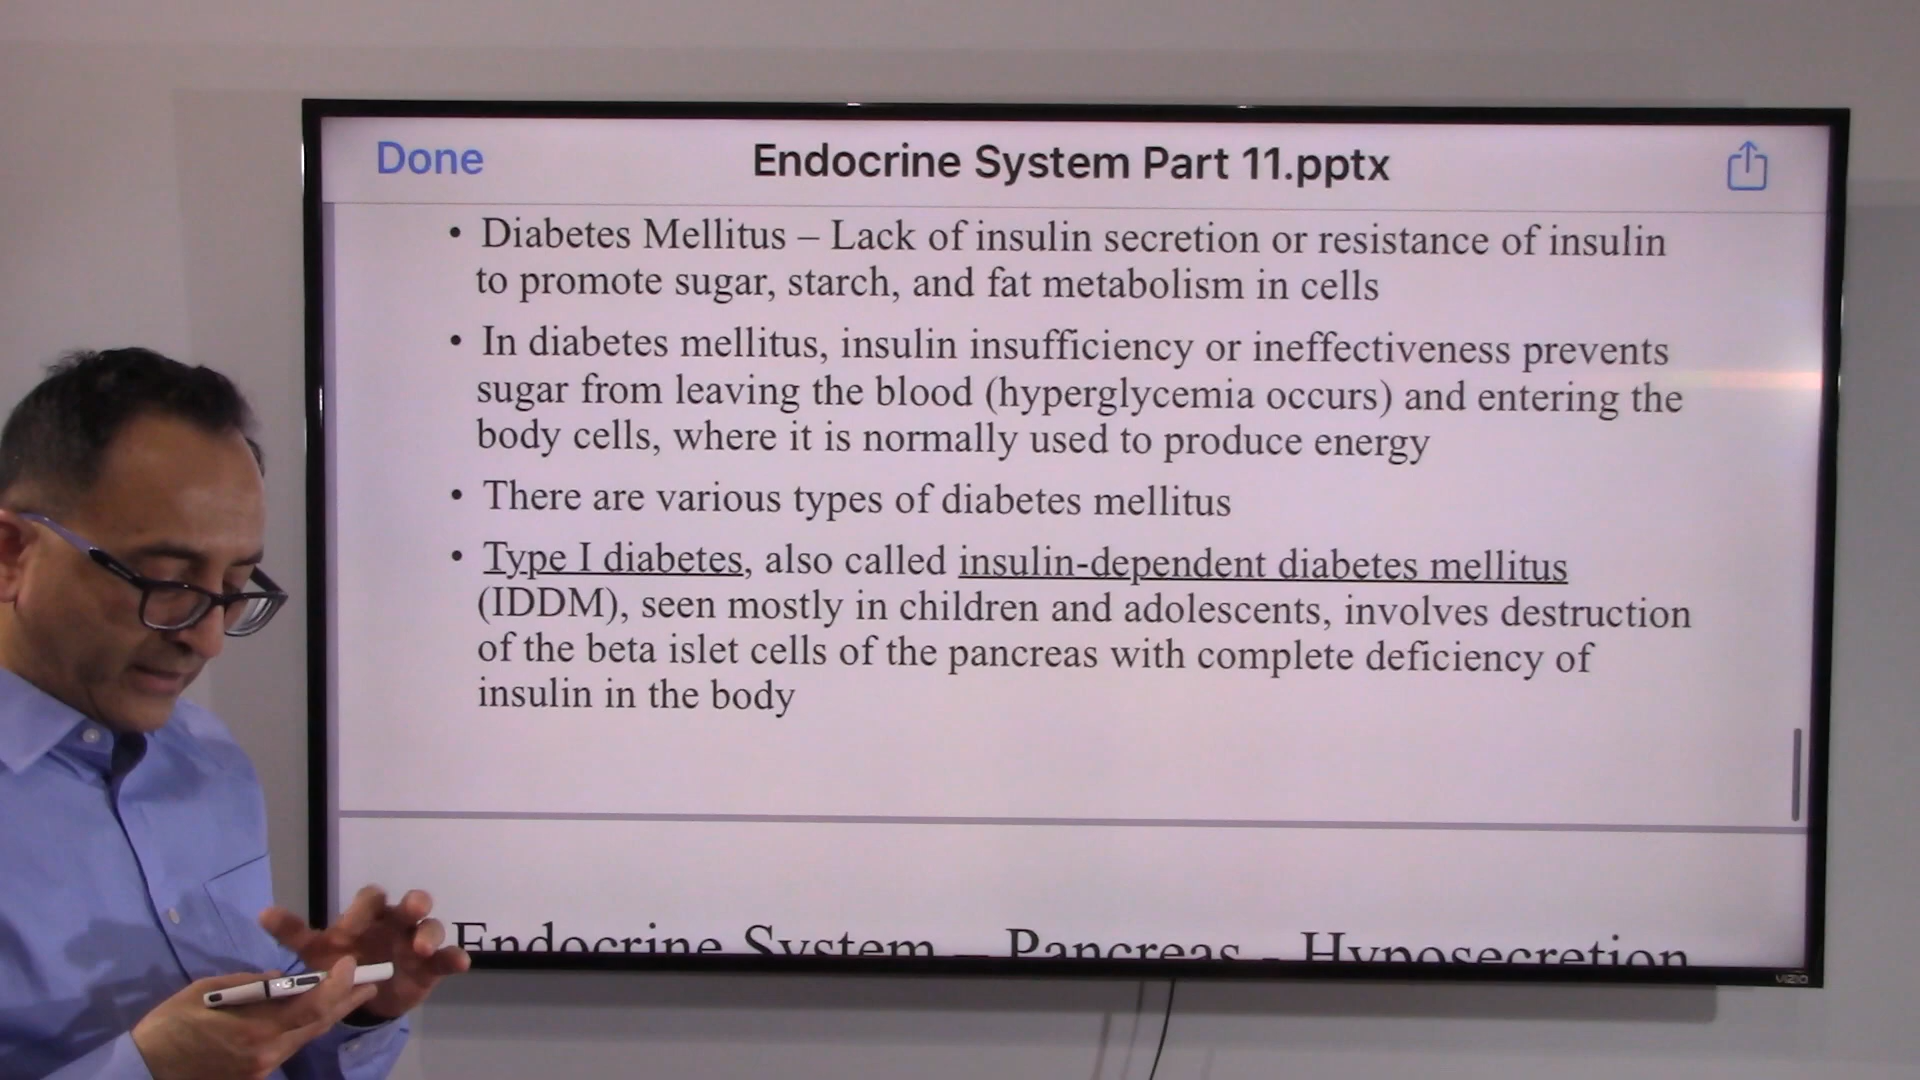 Done
Endocrine System Part 11.pptx
• Diabetes Mellitus – Lack of insulin secretion or resistance of insulin
to promote sugar, starch, and fat metabolism in cells
• In diabetes mellitus, insulin insufficiency or ineffectiveness prevents
sugar from leaving the blood (hyperglycemia occurs) and entering the
body cells, where it is normally used to produce energy
• There are various types of diabetes mellitus
• Type I diabetes, also called insulin-dependent diabetes mellitus
(IDDM), seen mostly in children and adolescents, involves destruction
of the beta islet cells of the pancreas with complete deficiency of
insulin in the body
Endocrine System – Pancreas - Hyposecretion
VIZIO